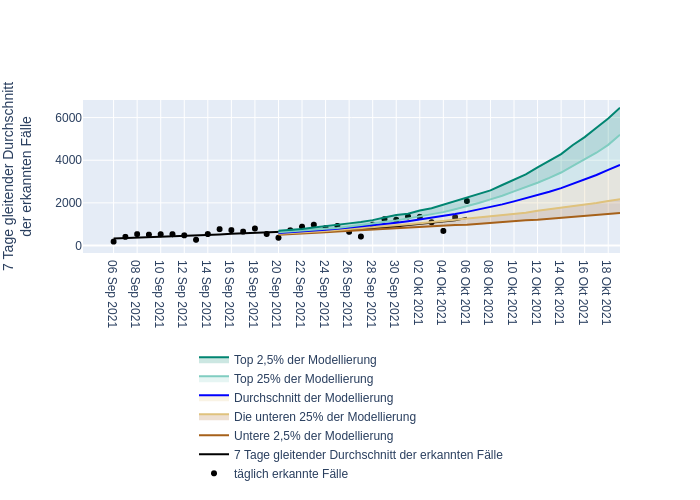 7 Tage gleitender Durchschnitt
der erkannten Fälle
6000
4000
2000
0
06 Sep 2021
08 Sep 2021
10 Sep 2021
12 Sep 2021
14 Sep 2021
16 Sep 2021
18 Sep 2021
20 Sep 2021
22 Sep 2021
24 Sep 2021
26 Sep 2021
28 Sep 2021
30 Sep 2021
02 Okt 2021
04 Okt 2021
06 Okt 2021
08 Okt 2021
10 Okt 2021
12 Okt 2021
14 Okt 2021
16 Okt 2021
18 Okt 2021
Top 2,5% der Modellierung
Top 25% der Modellierung
Durchschnitt der Modellierung
Die unteren 25% der Modellierung
Untere 2,5% der Modellierung
7 Tage gleitender Durchschnitt der erkannten Fälle
täglich erkannte Fälle